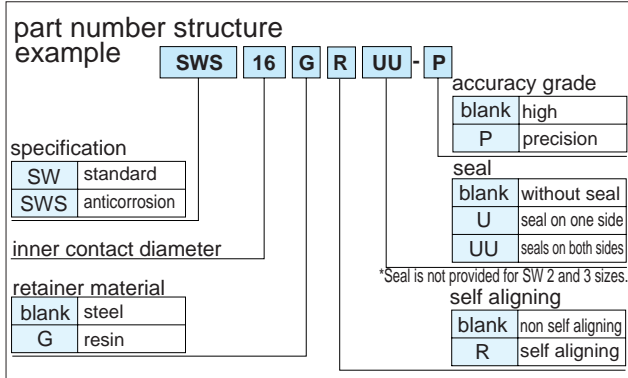 part number structure
example
SWS 16 G R UU - P
specification
SW standard
SWS anticorrosion
inner contact diameter
retainer material
blank steel
G resin
accuracy grade
blank high
P precision
seal
blank without seal
U seal on one side
UU seals on both sides
*Seal is not provided for SW 2 and 3 sizes.
self aligning
blank non self aligning
R self aligning